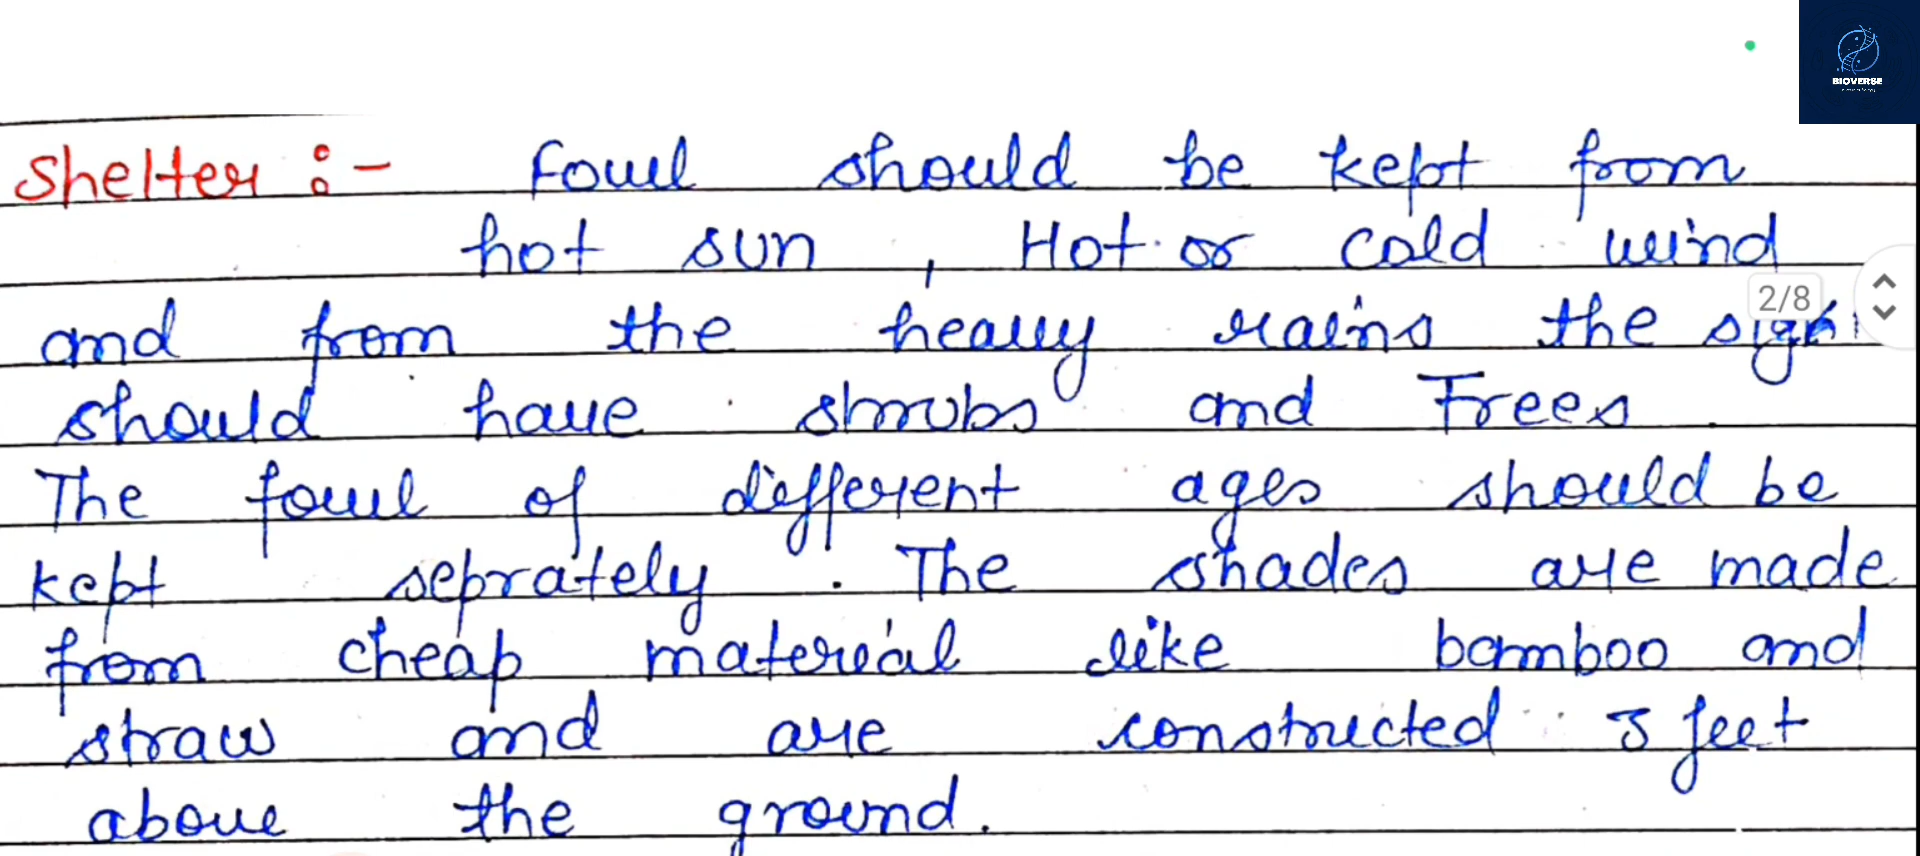 BIOVERSE
Shelter :- Fowl should be kept from
hot sun , Hot or cold wind
and from the heavy rains the sight
should have shrubs and Trees .
2/8
The fowl of different ages should be
kept seprately . The shades are made
from cheap material like bamboo and
straw and are constructed 3 feet
above the ground.